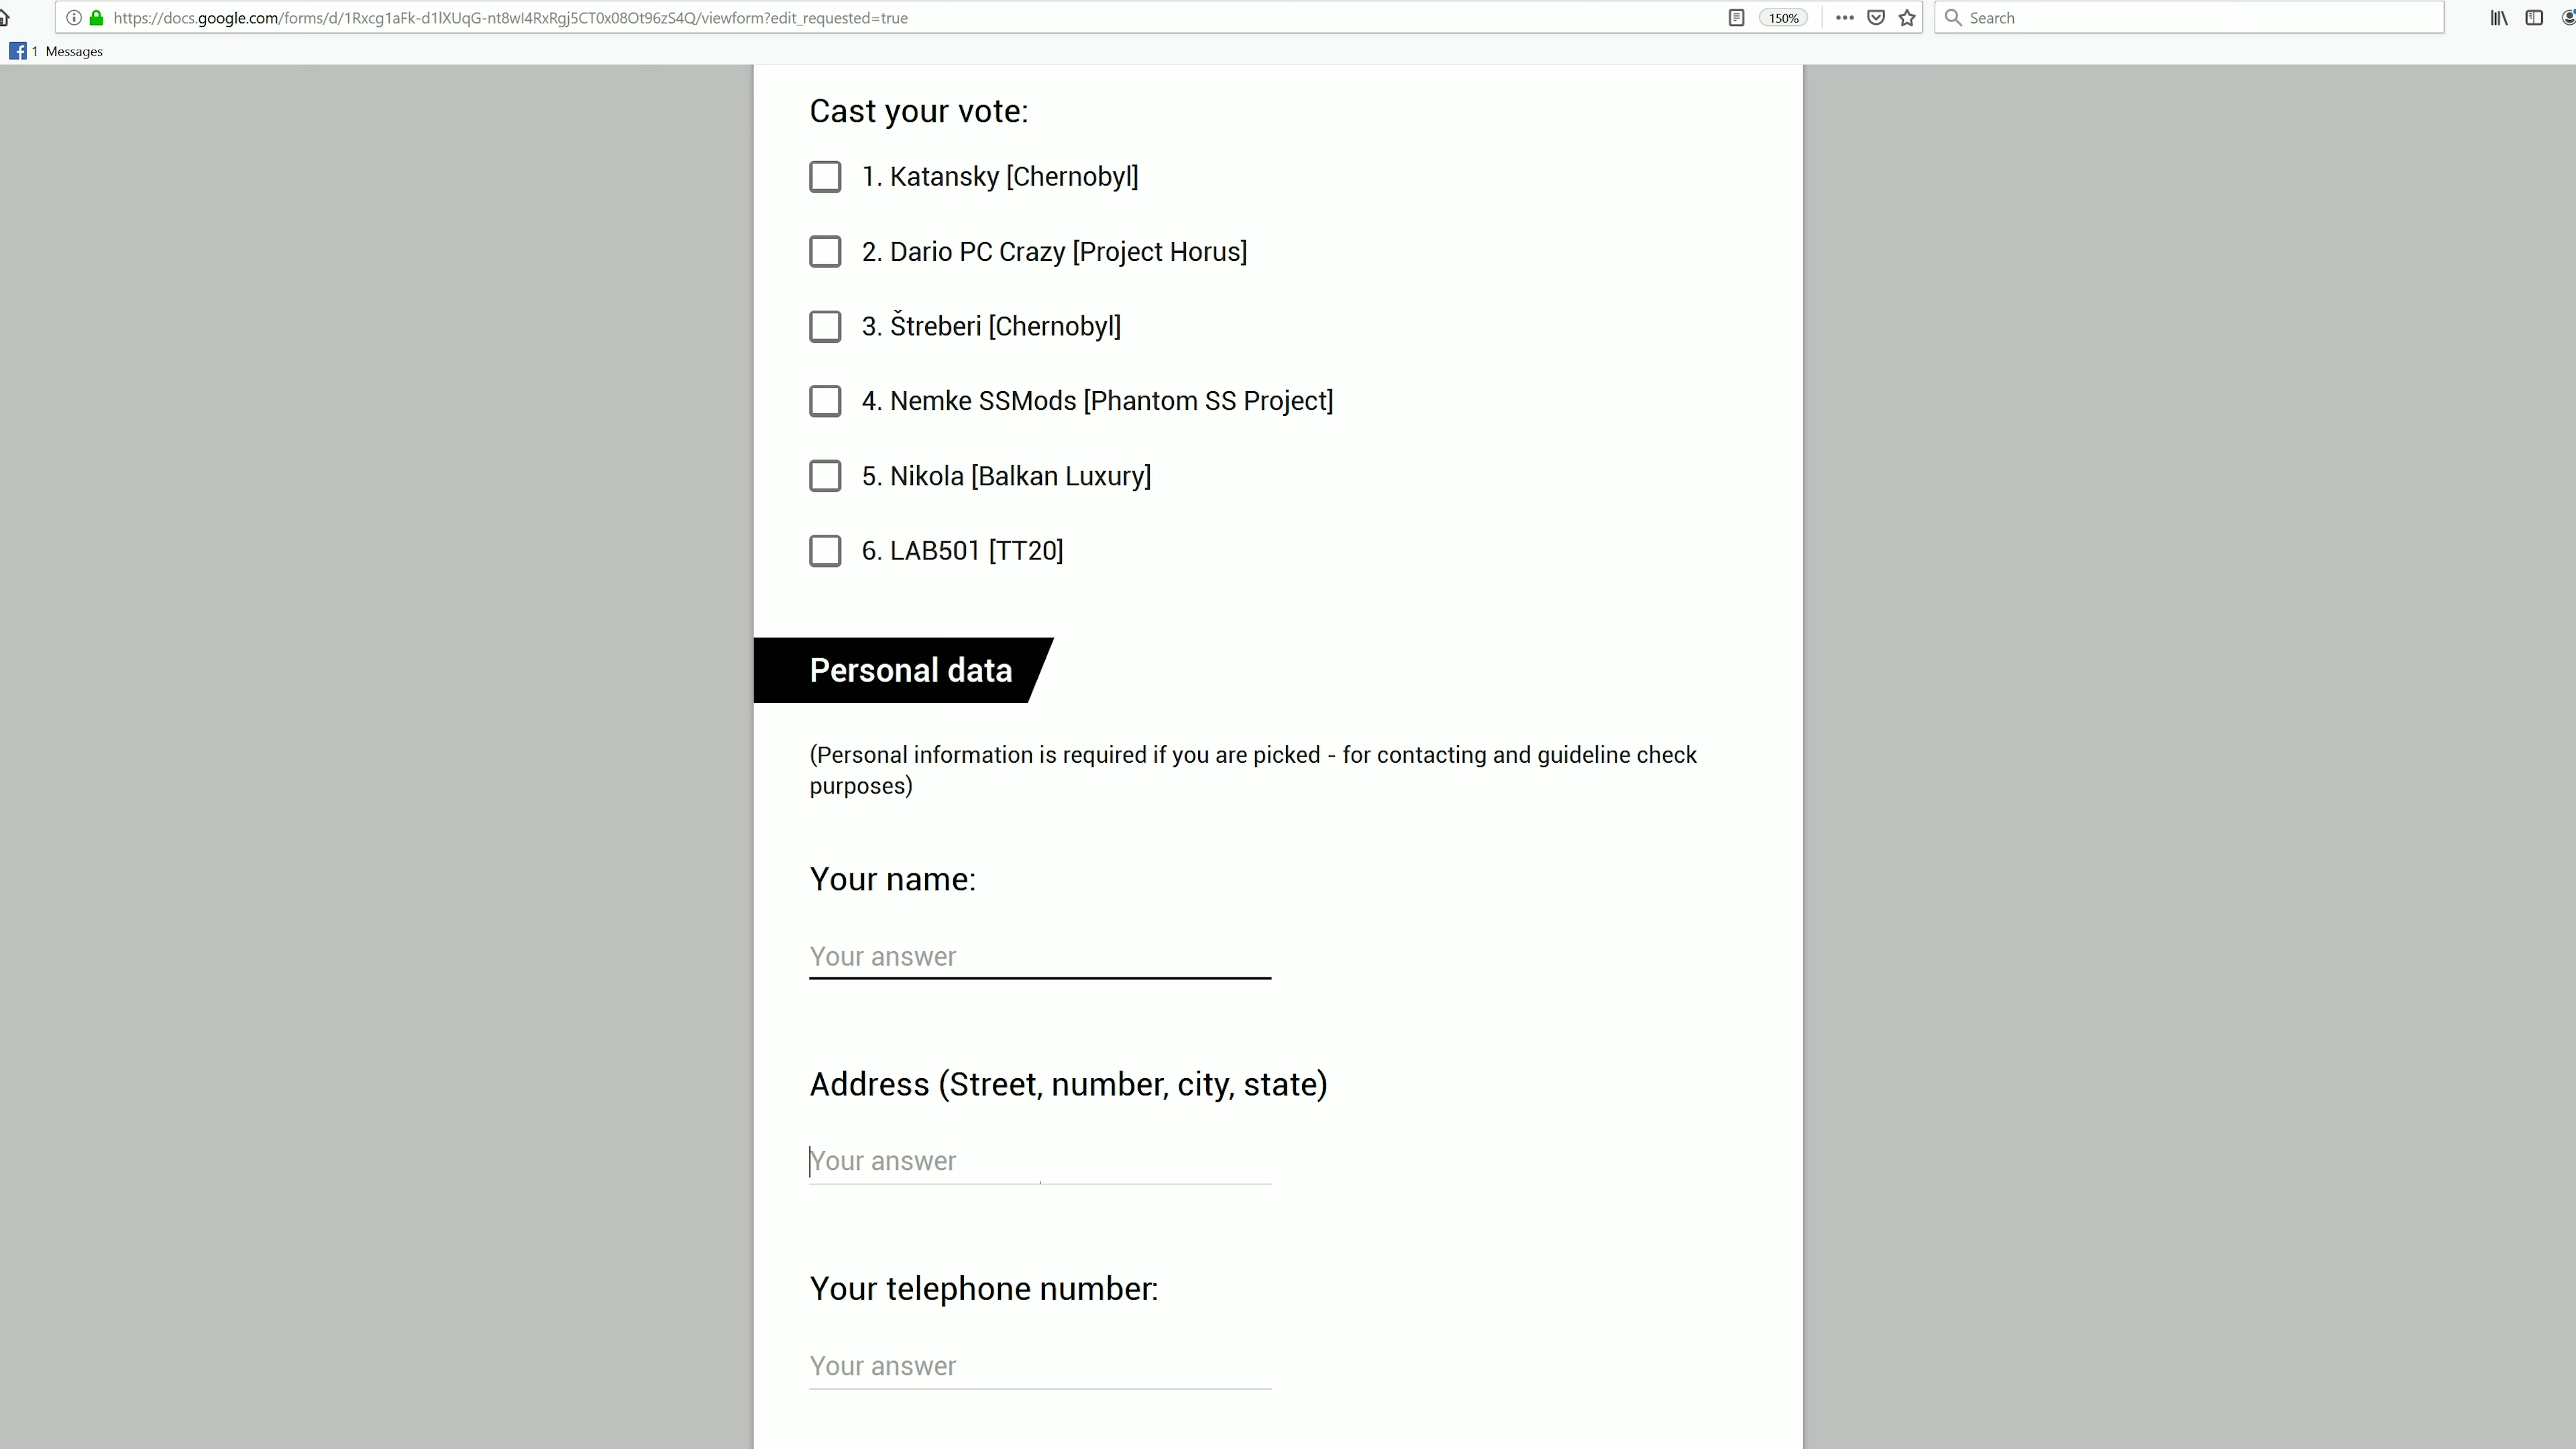 https://docs.google.com/forms/d/1Rxcg1aFk-d1lXUqG-nt8wI4RxRgj5CT0x08Ot96zS4Q/viewform?edit_requested=true
150%
Search
1 Messages
Cast your vote:
1. Katansky [Chernobyl]
2. Dario PC Crazy [Project Horus]
3. Štreberi [Chernobyl]
4. Nemke SSMods [Phantom SS Project]
5. Nikola [Balkan Luxury]
6. LAB501 [TT20]
Personal data
(Personal information is required if you are picked - for contacting and guideline check
purposes)
Your name:
Your answer
Address (Street, number, city, state)
Your answer
Your telephone number:
Your answer